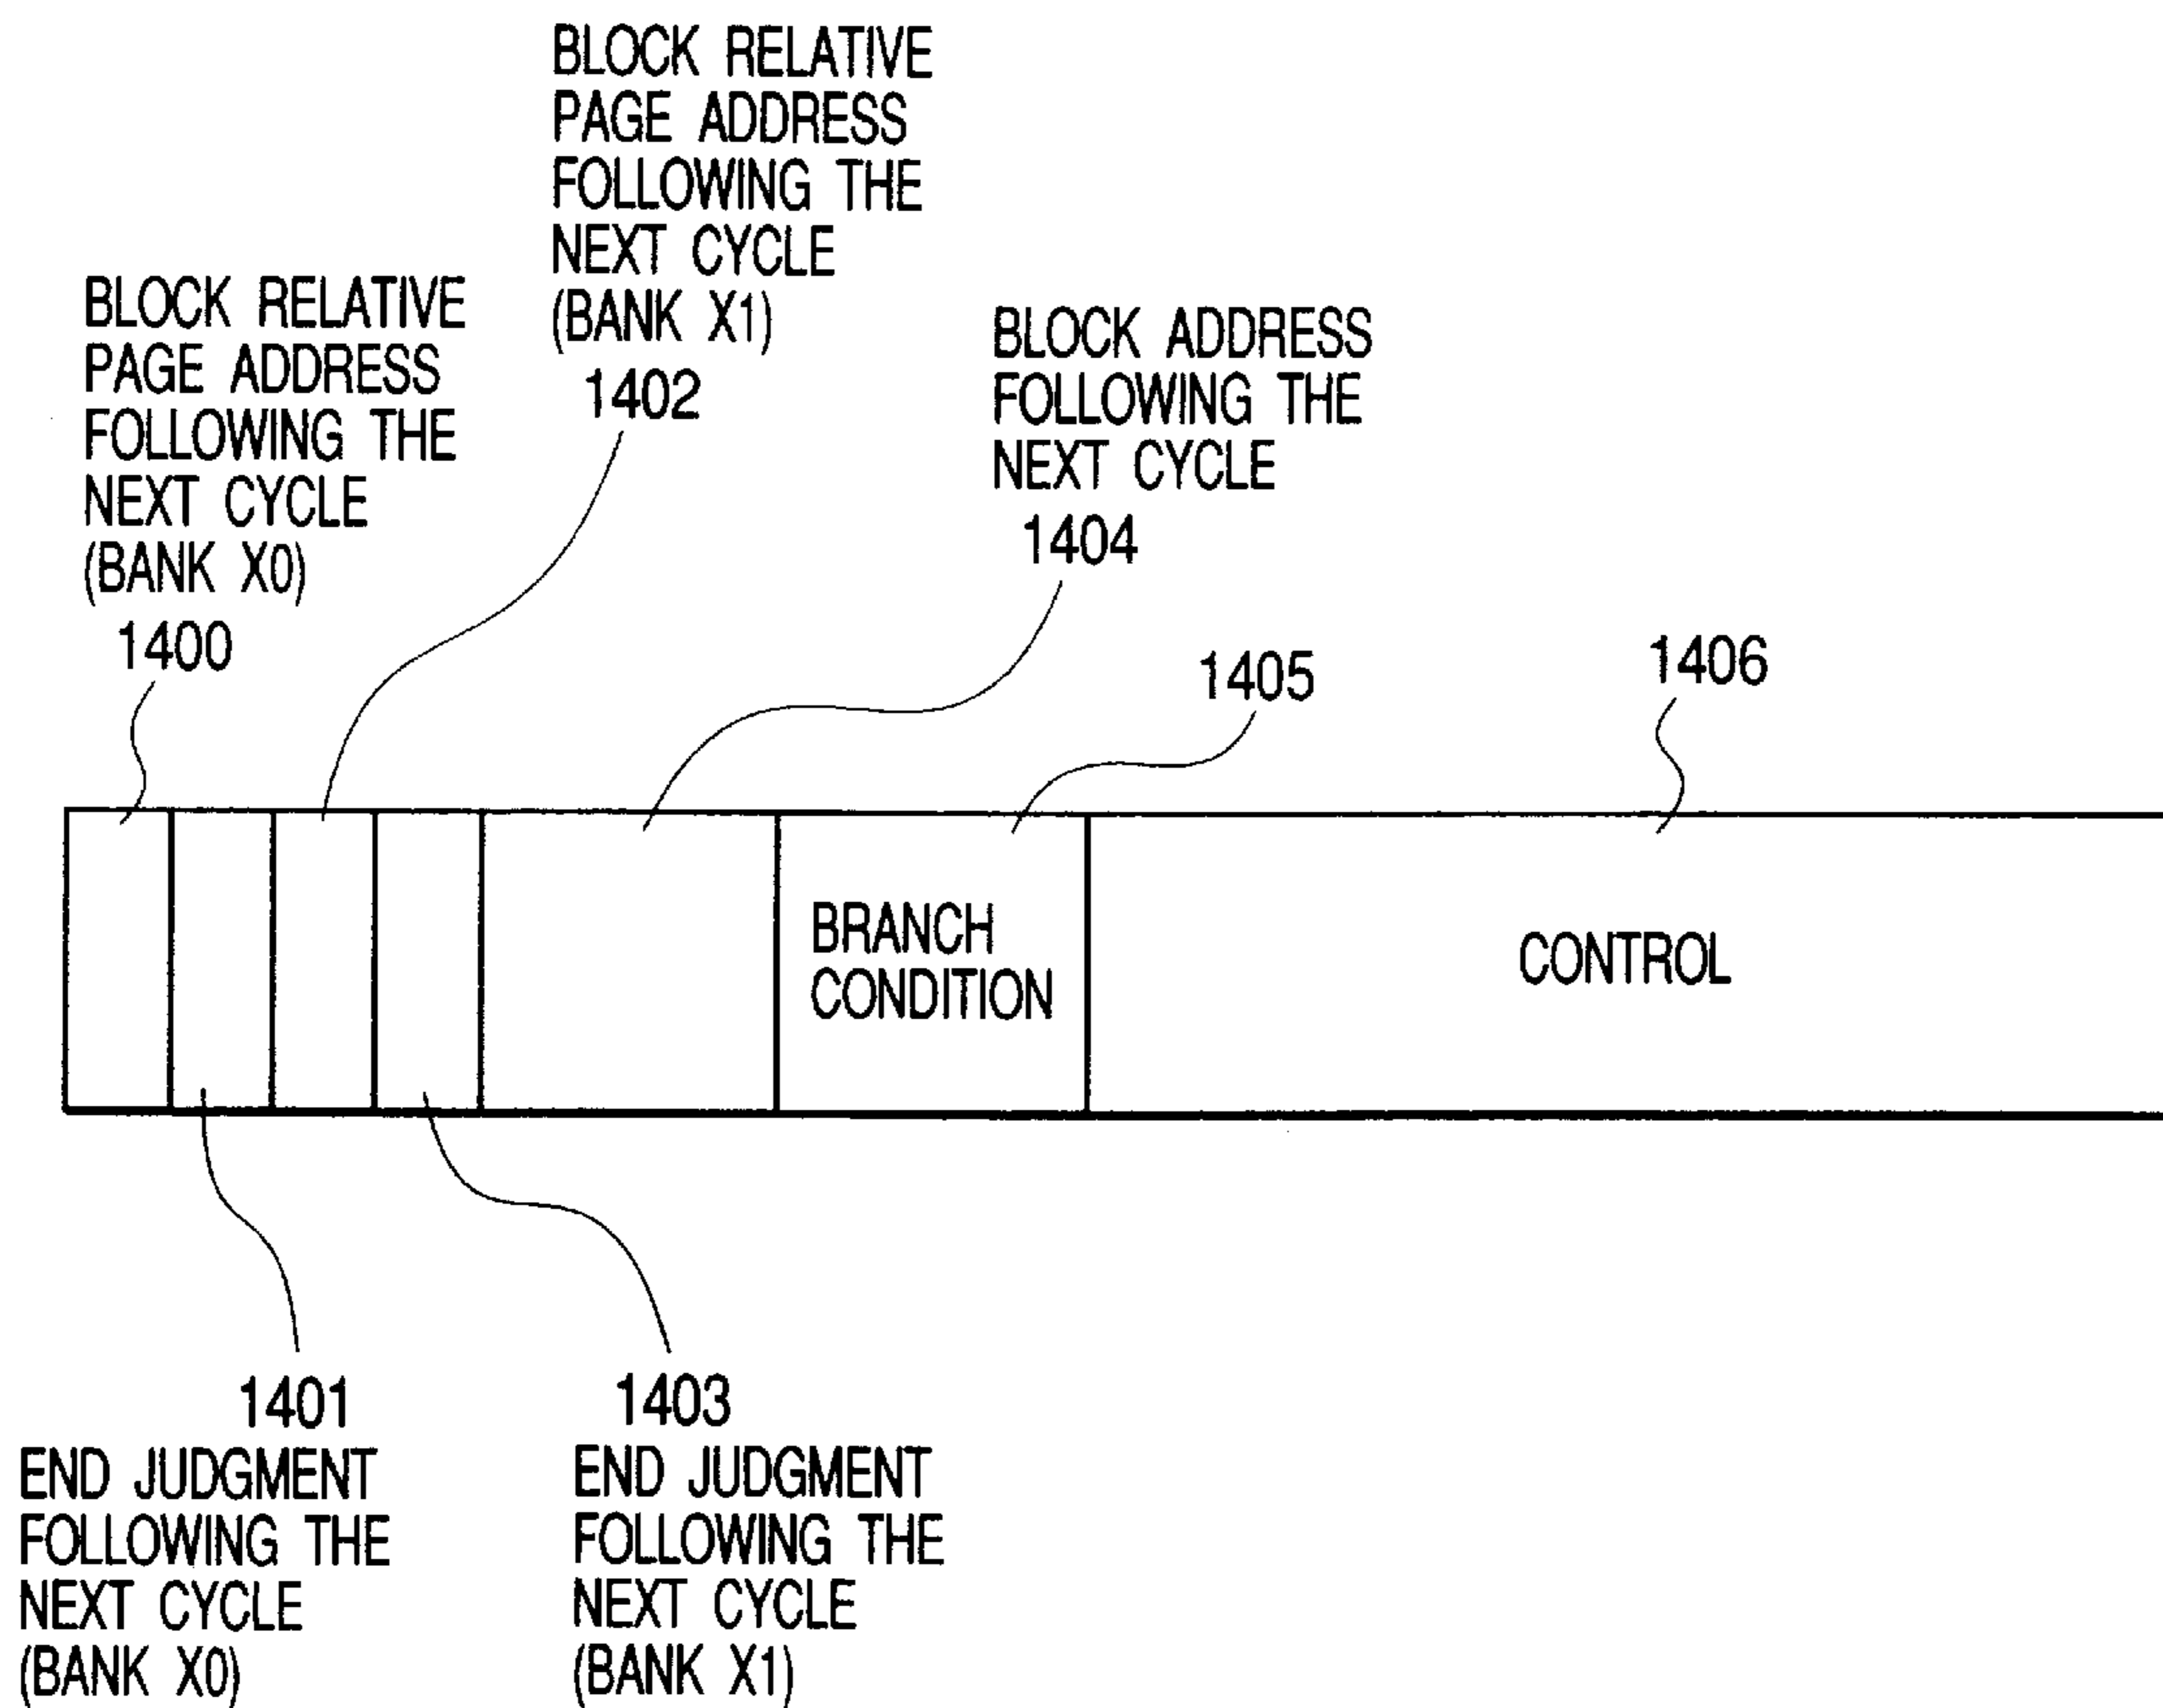 BLOCK RELATIVE
PAGE ADDRESS
FOLLOWING THE
NEXT CYCLE
(BANK X0)
1400
BLOCK RELATIVE
PAGE ADDRESS
FOLLOWING THE
NEXT CYCLE
(BANK X1)
1402
BLOCK ADDRESS
FOLLOWING THE
NEXT CYCLE
1404
1405
1406
BRANCH
CONDITION
CONTROL
1401
END JUDGMENT
FOLLOWING THE
NEXT CYCLE
(BANK X0)
1403
END JUDGMENT
FOLLOWING THE
NEXT CYCLE
(BANK X1)